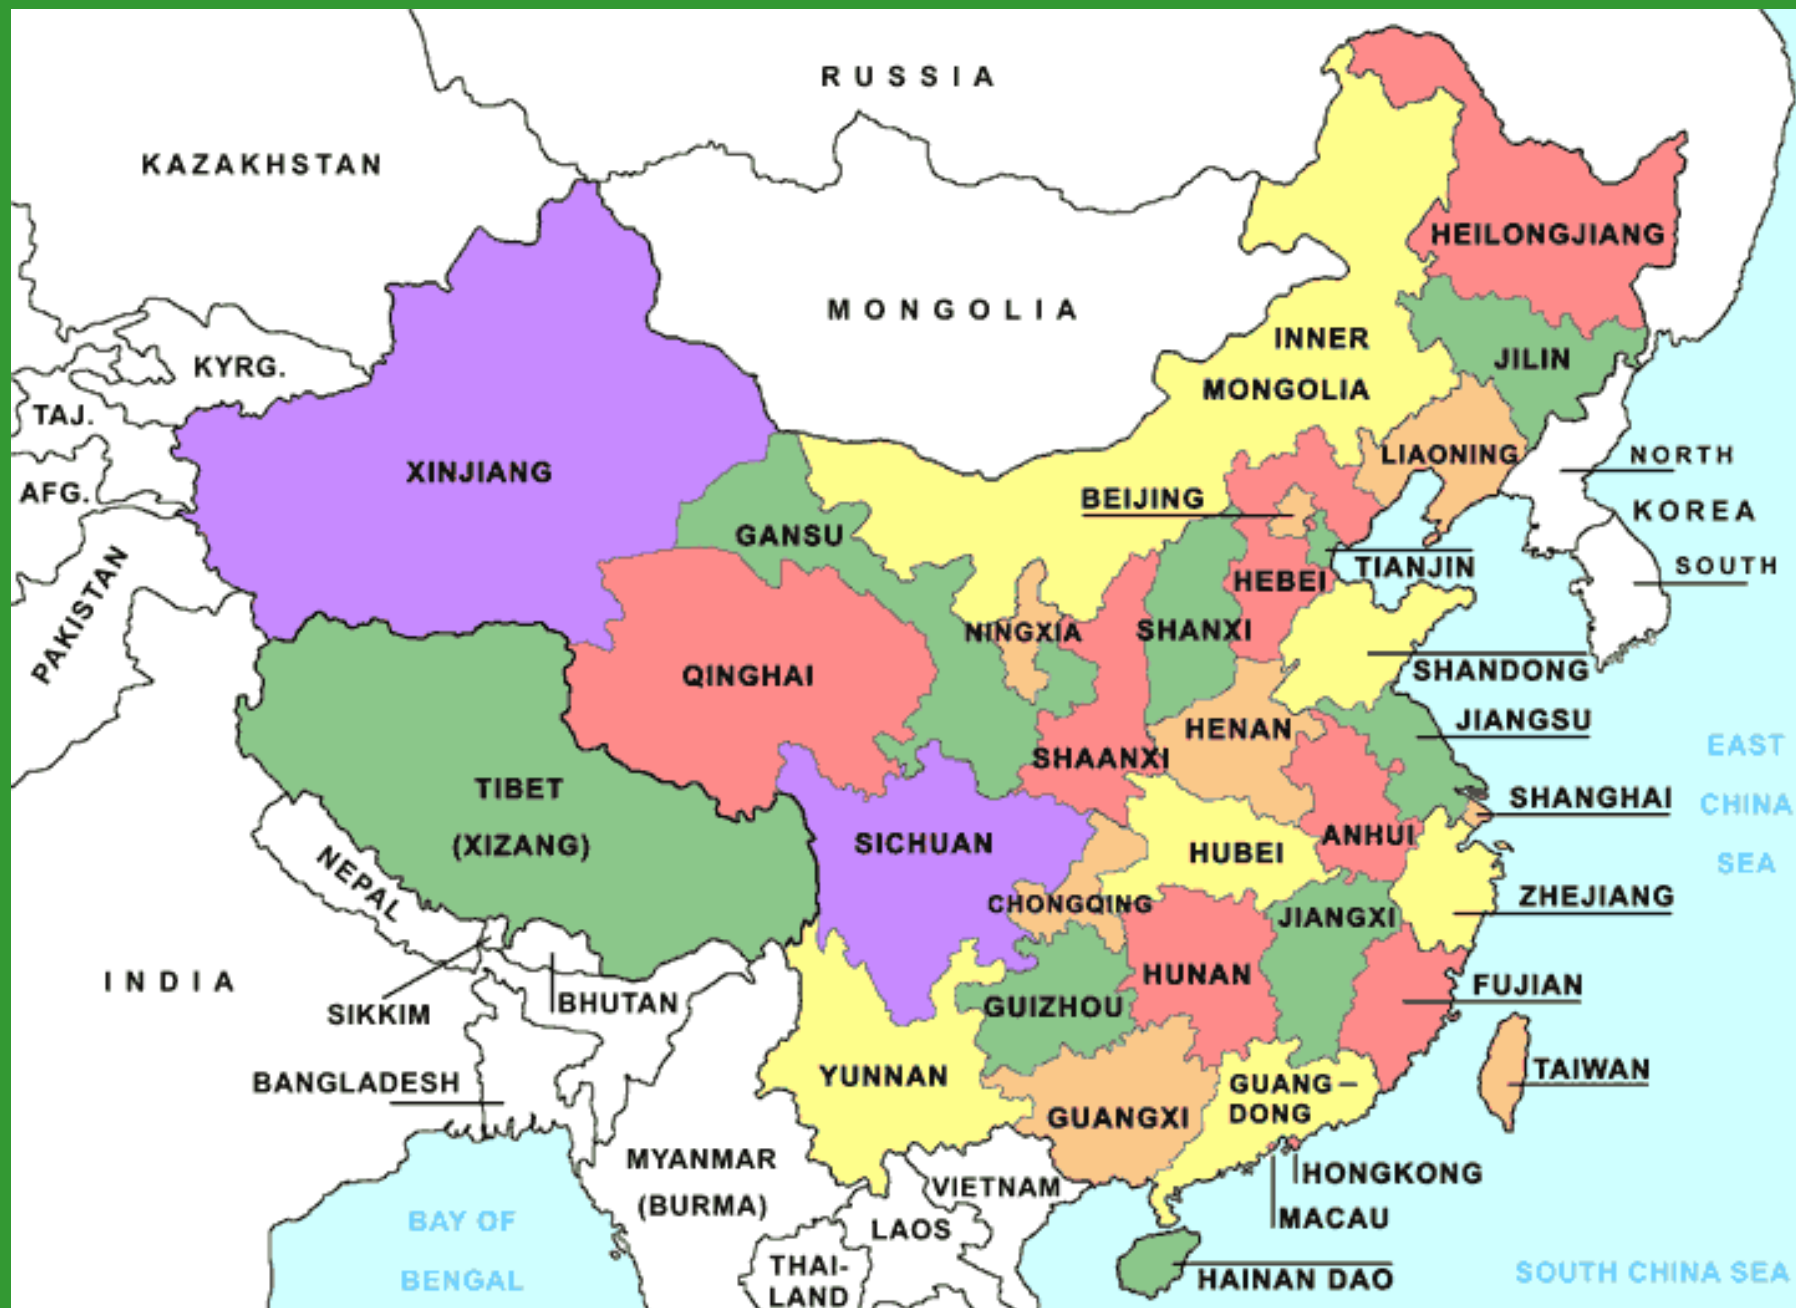 RUSSIA
KAZAKHSTAN
HEILONGJIANG
MONGOLIA
INNER
MONGOLIA
JILIN
KYRG.
TAJ.
XINJIANG
LIAONING
NORTH
AFG.
BEIJING
KOREA
GANSU
TIANJIN
SOUTH
HEBEI
PAKISTAN
NINGXIA
SHANXI
QINGHAI
SHANDONG
JIANGSU
HENAN
EAST
SHAANXI
TIBET
SHANGHAI
CHINA
(XIZANG)
SICHUAN
HUBEI
ANHUI
SEA
NEPAL
ZHEJIANG
CHONGQING
JIANGXI
INDIA
HUNAN
FUJIAN
BHUTAN
GUIZHOU
SIKKIM
TAIWAN
YUNNAN
BANGLADESH
GUANG-
DONG
GUANGXI
MYANMAR
(BURMA)
HONGKONG
VIETNAM
MACAU
BAY OF
BENGAL
LAOS
THAI-
LAND
HAINAN DAO
SOUTH CHINA SEA